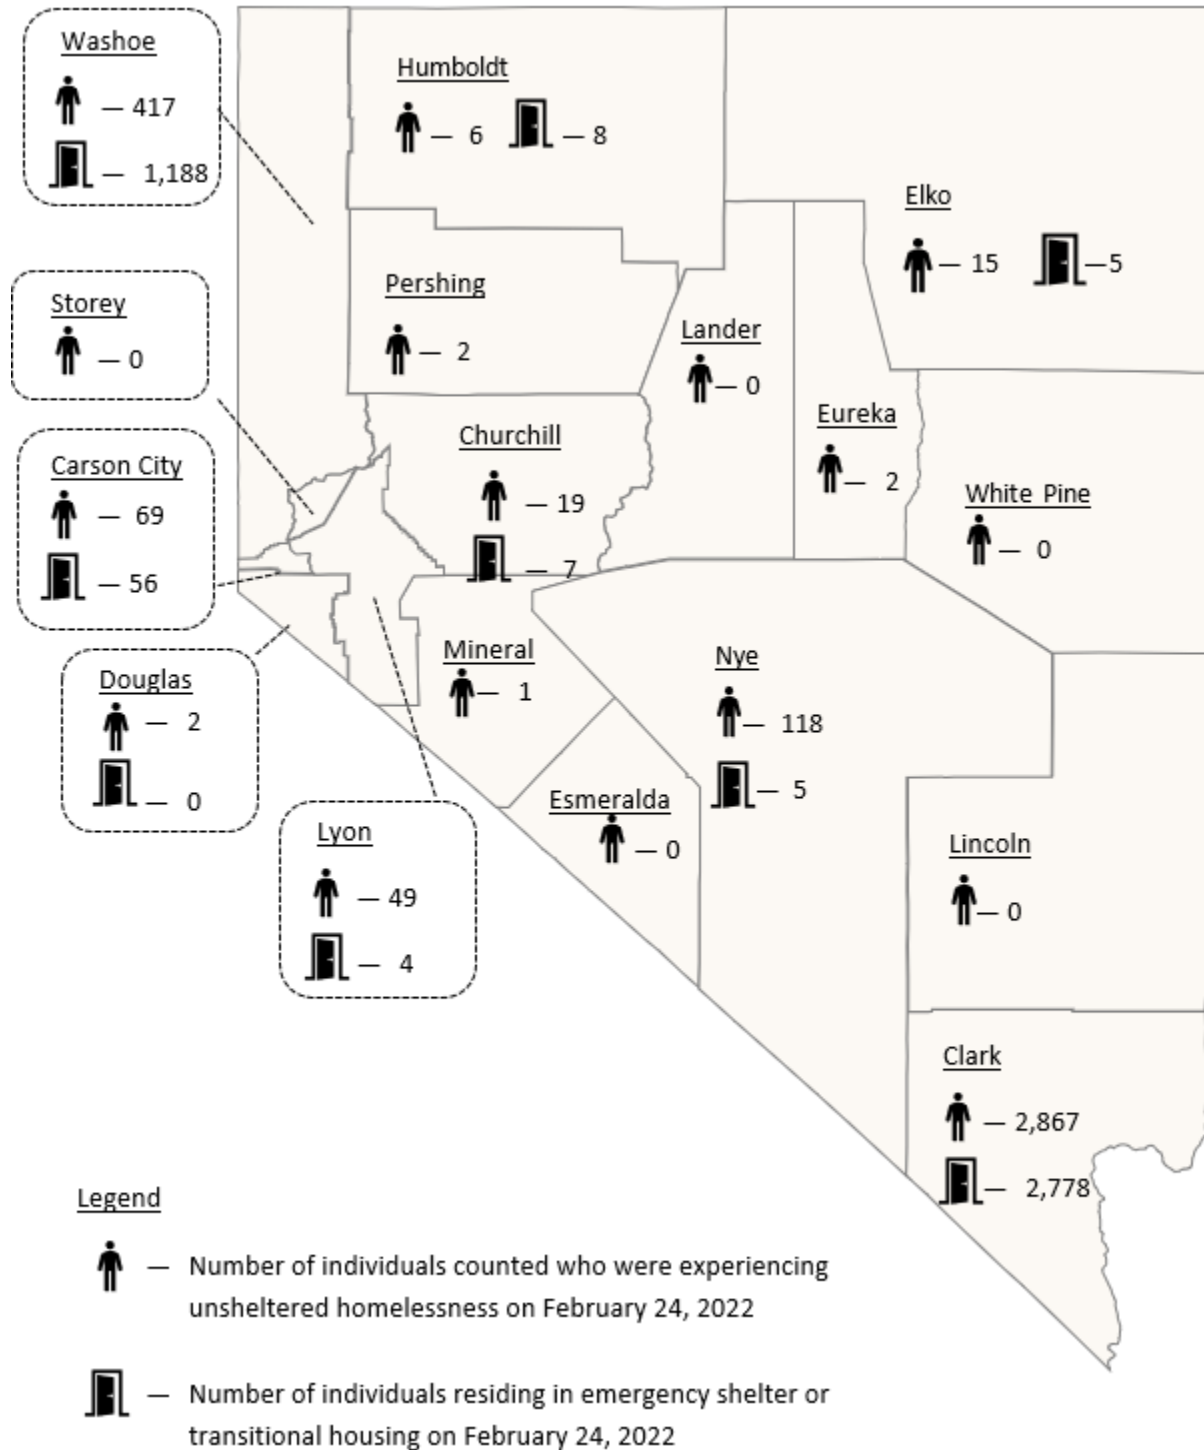 Washoe
— 417
— 1,188
Humboldt
— 6 — 8
Elko
— 15 — 5
Storey
— 0
Pershing
— 2
Lander
— 0
Eureka
— 2
Carson City
— 69
— 56
Churchill
— 19
— 7
White Pine
— 0
Douglas
— 2
— 0
Mineral
— 1
Nye
— 118
— 5
Esmeralda
— 0
Lyon
— 49
— 4
Lincoln
— 0
Clark
— 2,867
— 2,778
Legend
— Number of individuals counted who were experiencing
unsheltered homelessness on February 24, 2022
— Number of individuals residing in emergency shelter or
transitional housing on February 24, 2022